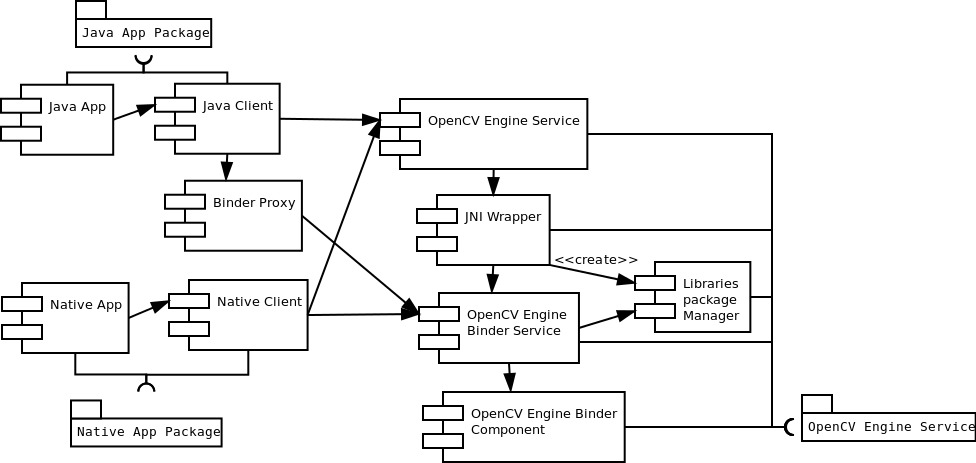 Java App Package
Java App
Java Client
OpenCV Engine Service
Binder Proxy
JNI Wrapper
<<create>>
Libraries
package
Manager
Native App
Native Client
OpenCV Engine
Binder Service
OpenCV Engine Binder
Component
Native App Package
OpenCV Engine Service